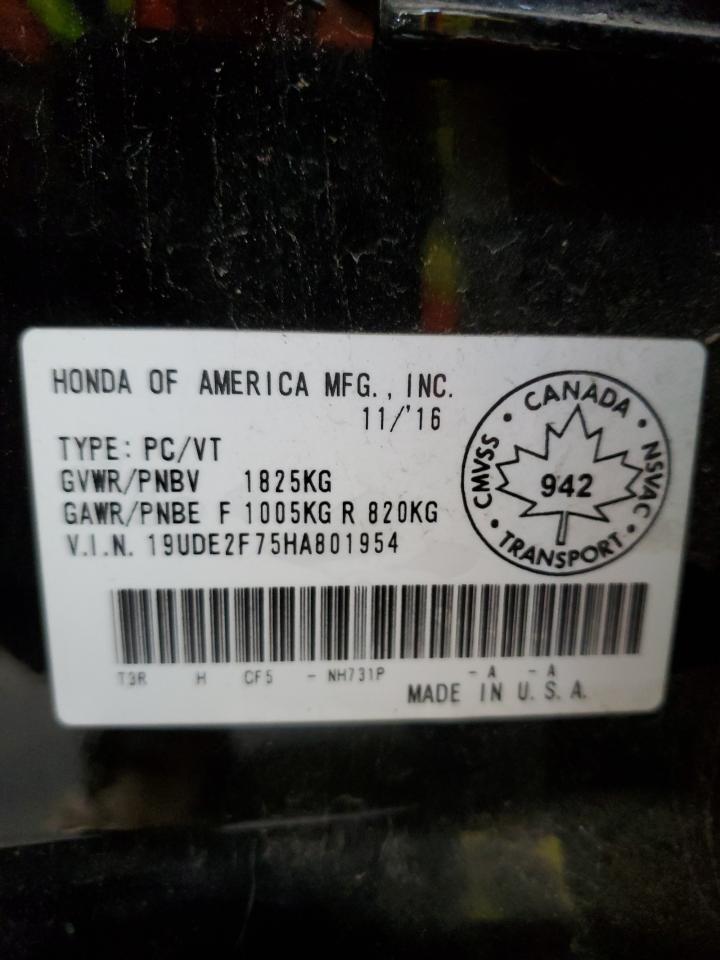 HONDA OF AMERICA MFG., INC.
11/'16
TYPE: PC/VT
GVWR/PNBV 1825KG
GAWR/PNBE F 1005KG R 820KG
V.I.N. 19UDE2F75HA801954
CANADA
CMVSS
NSVAC
942
TRANSPORT
T3R H CF5 - NH731P - A - A
MADE IN U.S.A.